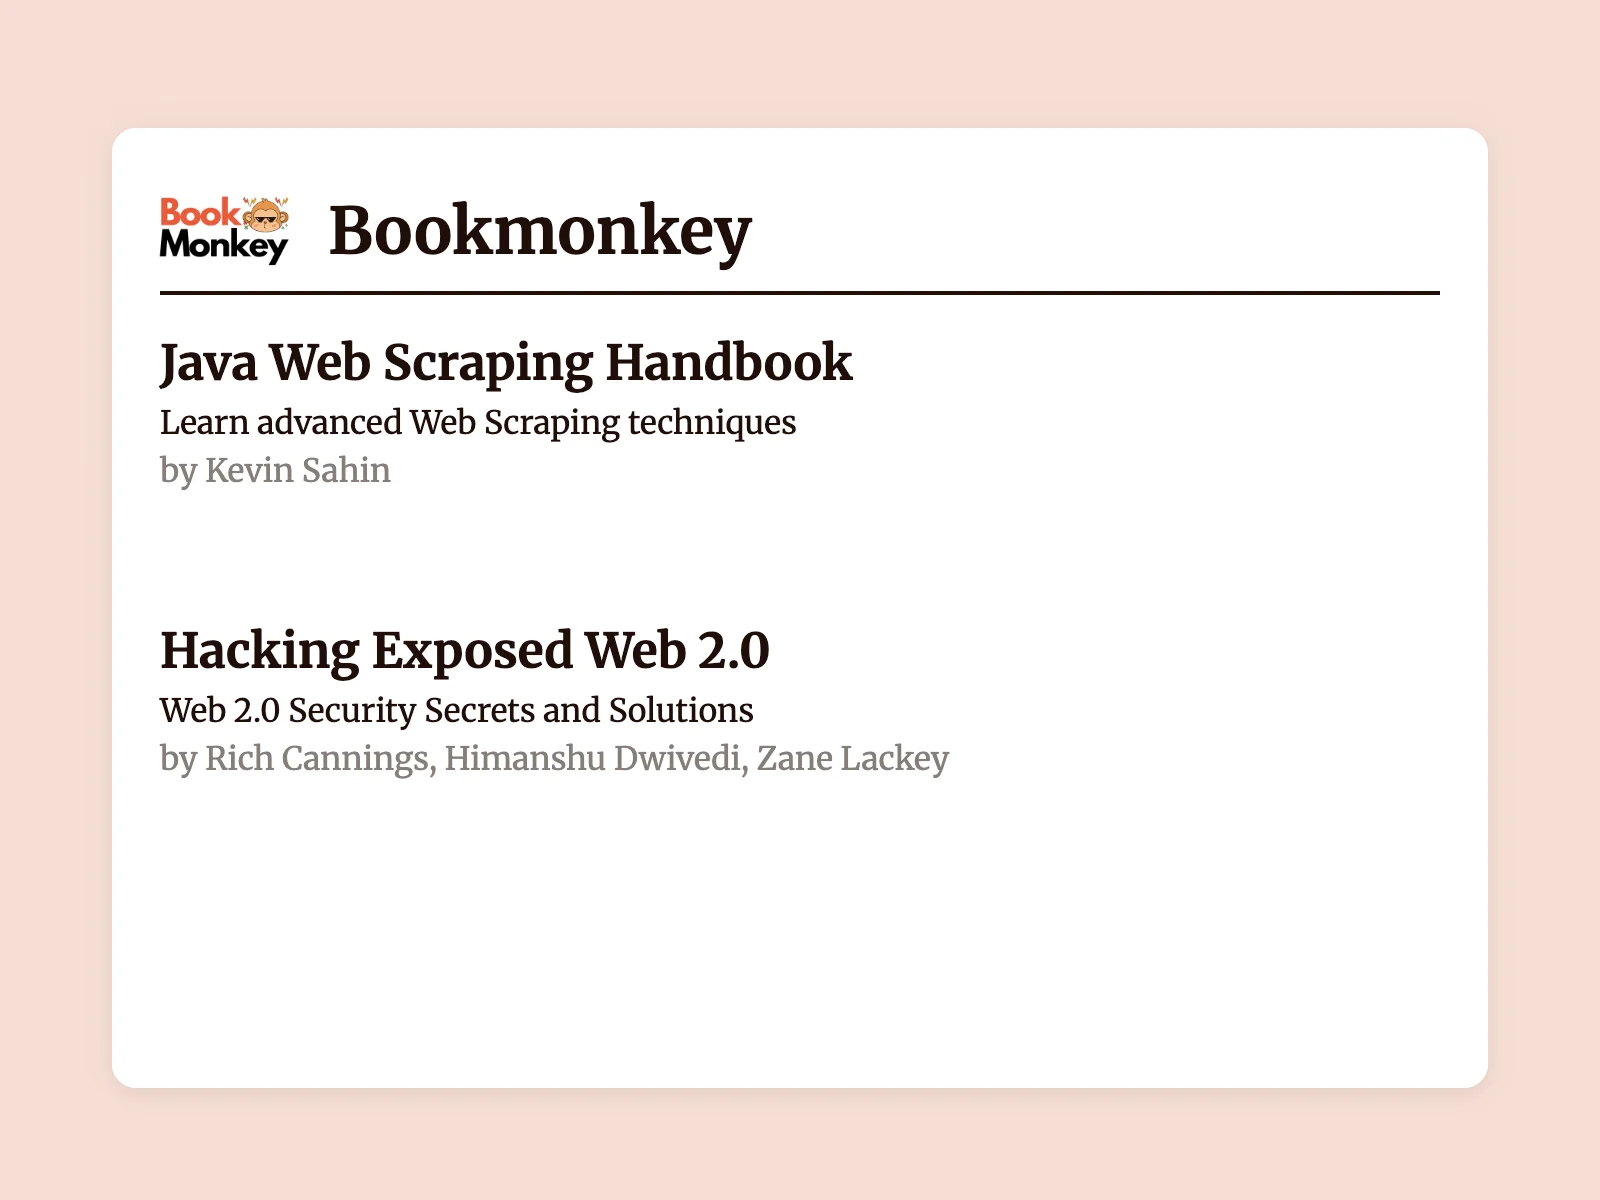 Book
Monkey
Bookmonkey
Java Web Scraping Handbook
Learn advanced Web Scraping techniques
by Kevin Sahin
Hacking Exposed Web 2.0
Web 2.0 Security Secrets and Solutions
by Rich Cannings, Himanshu Dwivedi, Zane Lackey